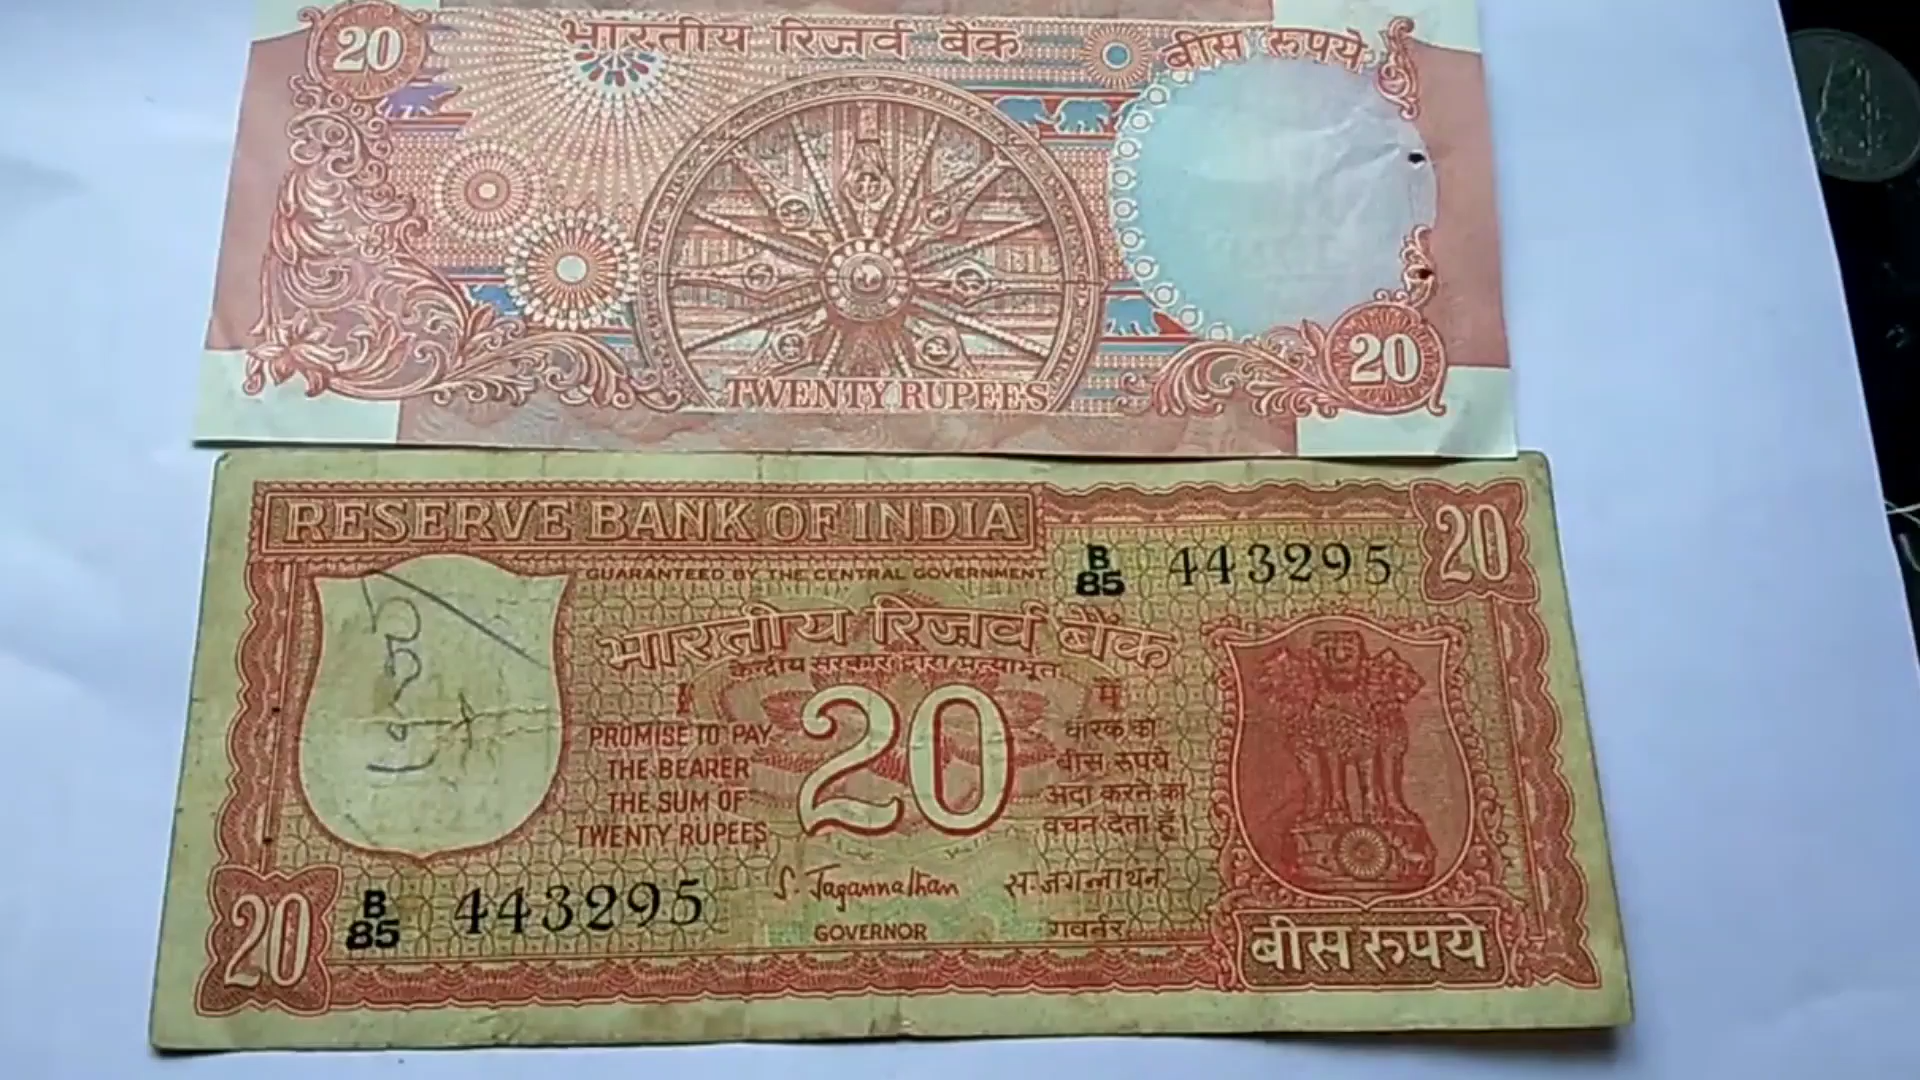 20
भारतीय रिजर्व बैंक
बीस रूपये
TWENTY RUPEES
20
RESERVE BANK OF INDIA
20
GUARANTEED BY THE CENTRAL GOVERNMENT
B
85 443295
भारतीय रिजर्व बैंक
केन्द्रीय सरकार द्वारा प्रत्याभूत
I
PROMISE TO PAY
THE BEARER
THE SUM OF
TWENTY RUPEES
20
मैं
धारक को
बीस रुपये
अदा करने का
वचन देता हूँ।
B
85 443295
S. Jagannathan
स. जगन्नाथन
GOVERNOR
गवर्नर
20
बीस रुपये